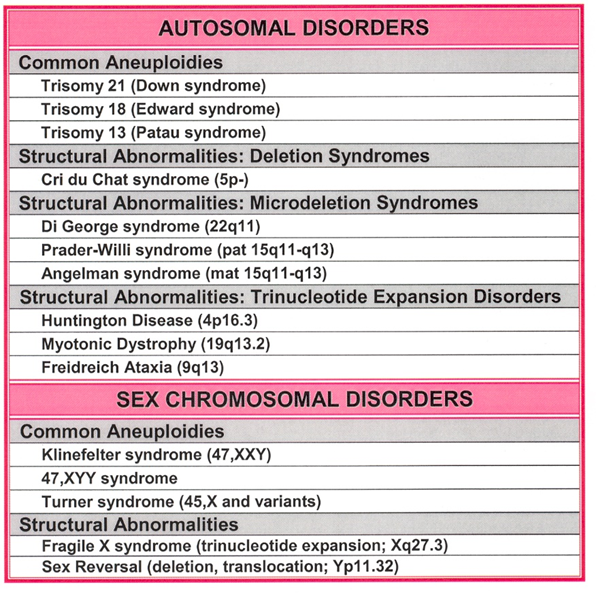 AUTOSOMAL DISORDERS
Common Aneuploidies
Trisomy 21 (Down syndrome)
Trisomy 18 (Edward syndrome)
Trisomy 13 (Patau syndrome)
Structural Abnormalities: Deletion Syndromes
Cri du Chat syndrome (5p-)
Structural Abnormalities: Microdeletion Syndromes
Di George syndrome (22q11)
Prader-Willi syndrome (pat 15q11-q13)
Angelman syndrome (mat 15q11-q13)
Structural Abnormalities: Trinucleotide Expansion Disorders
Huntington Disease (4p16.3)
Myotonic Dystrophy (19q13.2)
Freidreich Ataxia (9q13)
SEX CHROMOSOMAL DISORDERS
Common Aneuploidies
Klinefelter syndrome (47,XXY)
47,XYY syndrome
Turner syndrome (45,X and variants)
Structural Abnormalities
Fragile X syndrome (trinucleotide expansion; Xq27.3)
Sex Reversal (deletion, translocation; Yp11.32)